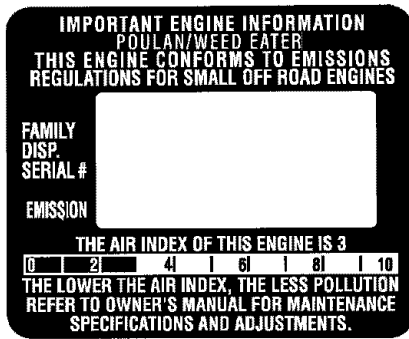 IMPORTANT ENGINE INFORMATION
POULAN/WEED EATER
THIS ENGINE CONFORMS TO EMISSIONS
REGULATIONS FOR SMALL OFF ROAD ENGINES
FAMILY
DISP.
SERIAL #
EMISSION
THE AIR INDEX OF THIS ENGINE IS 3
0 2 4 6 8 10
THE LOWER THE AIR INDEX, THE LESS POLLUTION
REFER TO OWNER'S MANUAL FOR MAINTENANCE
SPECIFICATIONS AND ADJUSTMENTS.